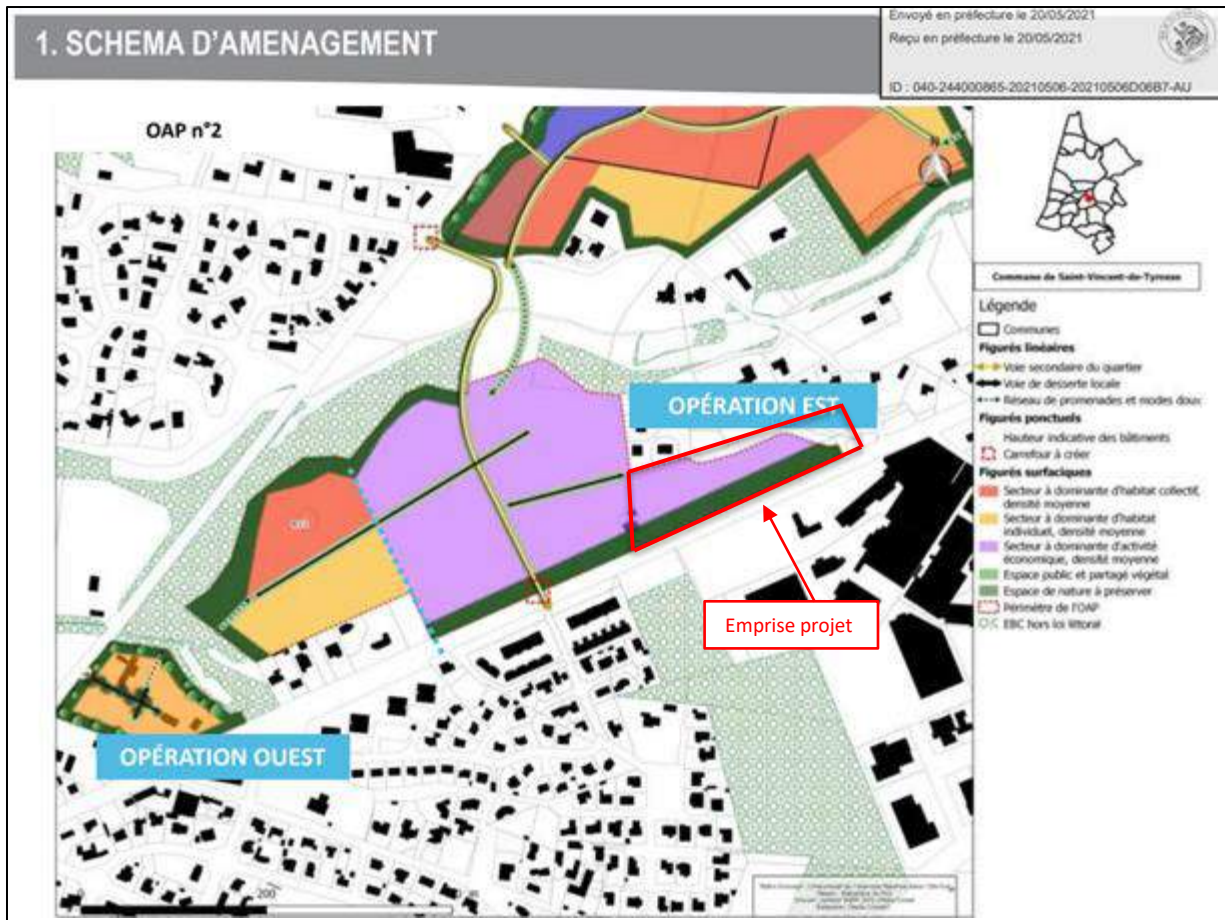 1. SCHEMA D'AMENAGEMENT
Envoyé en préfecture le 20/05/2021
Reçu en préfecture le 20/05/2021
ID : 040-244000865-20210506-20210506D06B7-AU
OAP n°2
N
Commune de Saint-Vincent-de-Tyrosse
Légende
Communes
Figurés linéaires
Voie secondaire du quartier
Voie de desserte locale
Réseau de promenades et modes doux
Figurés ponctuels
Hauteur indicative des bâtiments
Carrefour à créer
Figurés surfaciques
Secteur à dominante d'habitat collectif,
densité moyenne
Secteur à dominante d'habitat
individuel, densité moyenne
Secteur à dominante d'activité
économique, densité moyenne
Espace public et partagé végétal
Espace de nature à préserver
Périmètre de l'OAP
EBC hors loi littoral
OPÉRATION EST
Emprise projet
OPÉRATION OUEST
0
200